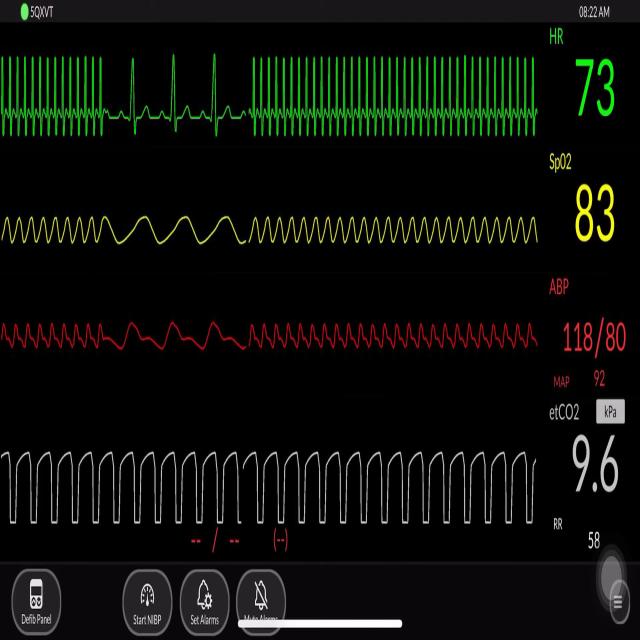 5QXVT
08:22 AM
HR
73
SpO2
83
ABP
118/80
MAP 92
etCO2 kPa
9.6
RR
58
-- / -- (--)
Defib Panel
Start NIBP
Set Alarms
Mute Alarms